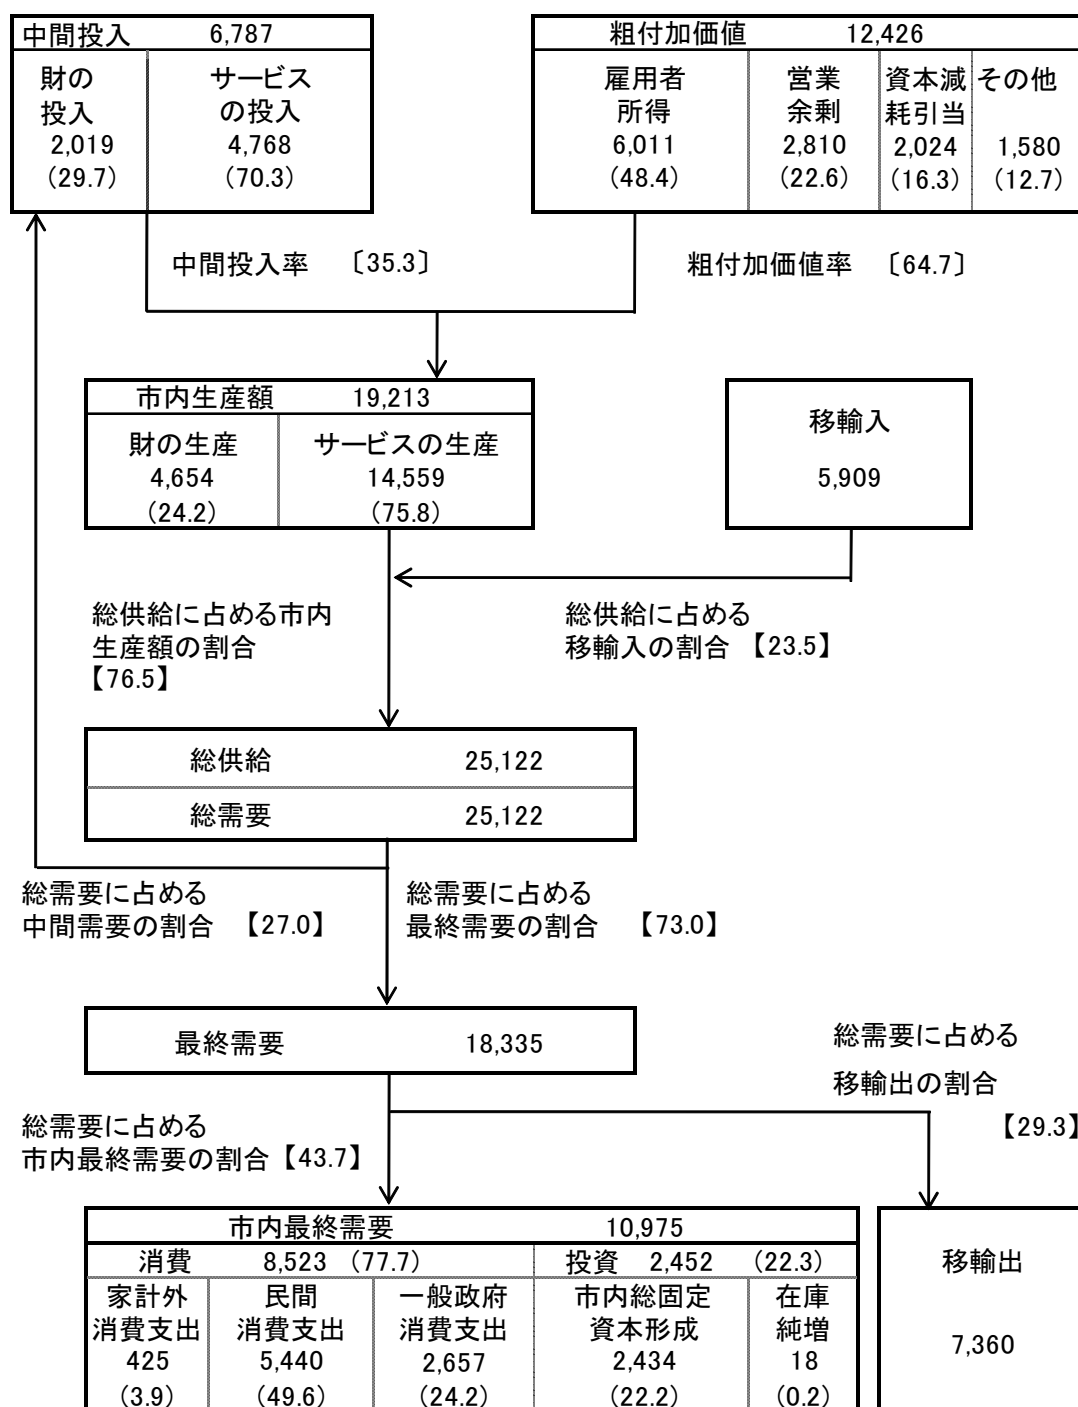 中間投入 6,787
財の
投入
2,019
(29.7)
サービス
の投入
4,768
(70.3)
粗付加価値 12,426
雇用者
所得
6,011
(48.4)
営業
余剰
2,810
(22.6)
資本減
耗引当
2,024
(16.3)
その他
1,580
(12.7)
中間投入率 〔35.3〕
粗付加価値率 〔64.7〕
市内生産額 19,213
財の生産
4,654
(24.2)
サービスの生産
14,559
(75.8)
移輸入
5,909
総供給に占める市内
生産額の割合
【76.5】
総供給に占める
移輸入の割合 【23.5】
総供給 25,122
総需要 25,122
総需要に占める
中間需要の割合 【27.0】
総需要に占める
最終需要の割合 【73.0】
最終需要 18,335
総需要に占める
移輸出の割合
【29.3】
総需要に占める
市内最終需要の割合【43.7】
市内最終需要 10,975
消費 8,523 (77.7)
投資 2,452 (22.3)
家計外
消費支出
425
(3.9)
民間
消費支出
5,440
(49.6)
一般政府
消費支出
2,657
(24.2)
市内総固定
資本形成
2,434
(22.2)
在庫
純増
18
(0.2)
移輸出
7,360